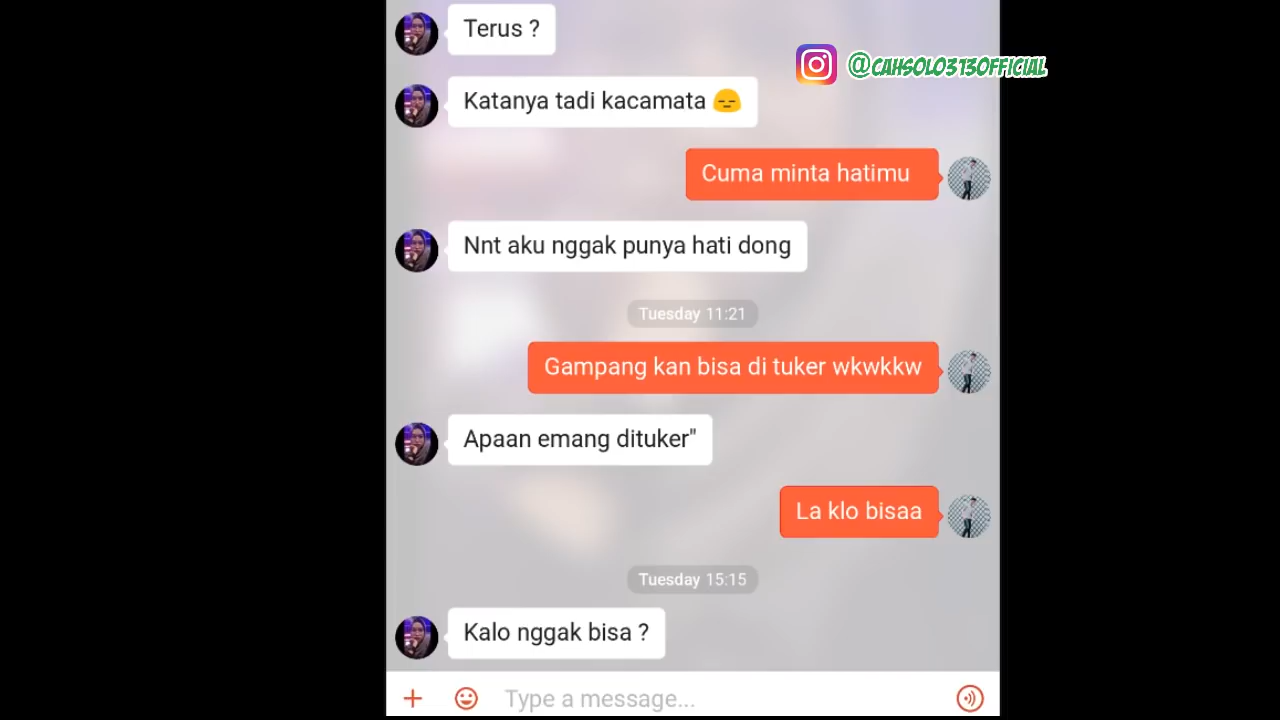 Terus ?
@CAHSOLO313OFFICIAL
Katanya tadi kacamata 😑
Cuma minta hatimu
Nnt aku nggak punya hati dong
Tuesday 11:21
Gampang kan bisa di tuker wkwkkw
Apaan emang dituker"
La klo bisaa
Tuesday 15:15
Kalo nggak bisa ?
Type a message...